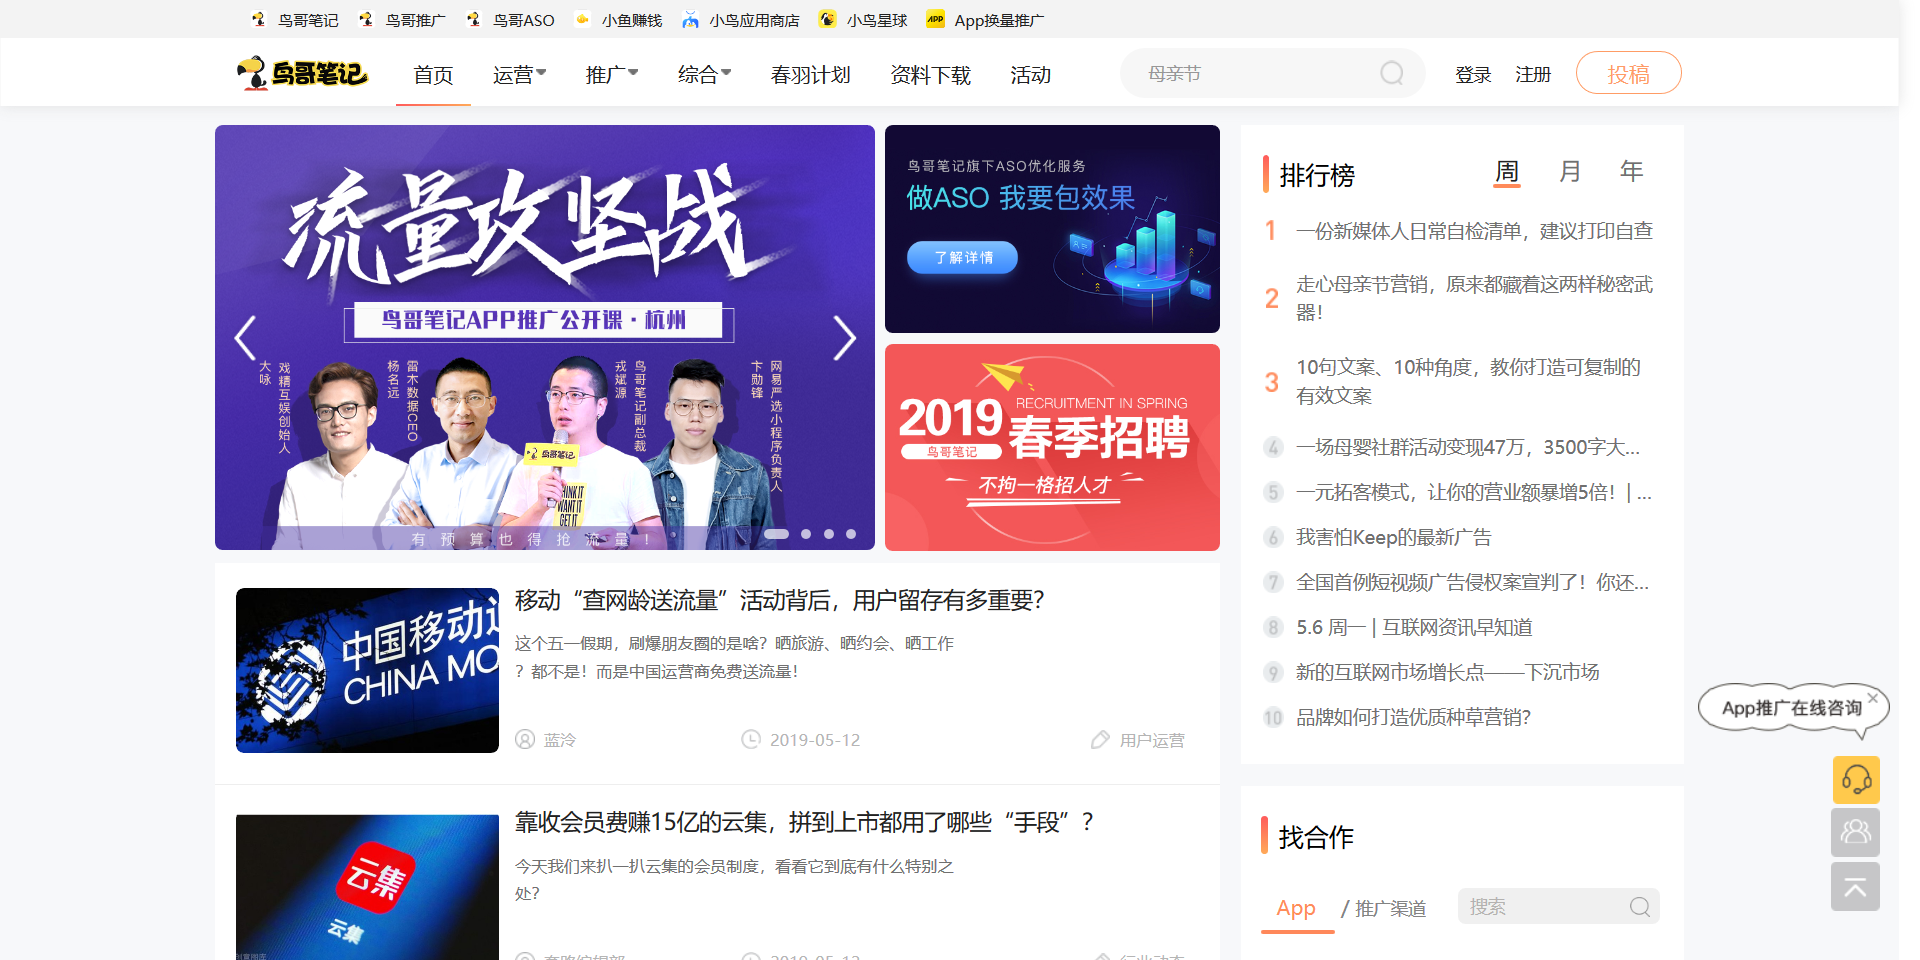 鸟哥笔记 鸟哥推广 鸟哥ASO 小鱼赚钱 小鸟应用商店 小鸟星球 App换量推广
鸟哥笔记 首页 运营 推广 综合 春羽计划 资料下载 活动 母亲节 登录 注册 投稿
流量攻坚战
鸟哥笔记APP推广公开课·杭州
大咏 戏精互娱创始人
杨名远 雷木数据CEO
戎斌源 鸟哥笔记副总裁
卞勋锋 网易严选小程序负责人
鸟哥笔记
THINK IT
WANT IT
GET IT
有预算也得抢流量!
鸟哥笔记旗下ASO优化服务
做ASO 我要包效果
了解详情
2019 RECRUITMENT IN SPRING
鸟哥笔记 春季招聘
不拘一格招人才
排行榜 周 月 年
1 一份新媒体人日常自检清单，建议打印自查
2 走心母亲节营销，原来都藏着这两样秘密武
器！
3 10句文案、10种角度，教你打造可复制的
有效文案
4 一场母婴社群活动变现47万，3500字大...
5 一元拓客模式，让你的营业额暴增5倍！| ...
6 我害怕Keep的最新广告
7 全国首例短视频广告侵权案宣判了！你还...
8 5.6 周一 | 互联网资讯早知道
9 新的互联网市场增长点——下沉市场
10 品牌如何打造优质种草营销？
中国移动通
CHINA MO
移动“查网龄送流量”活动背后，用户留存有多重要？
这个五一假期，刷爆朋友圈的是啥？晒旅游、晒约会、晒工作
？都不是！而是中国运营商免费送流量！
蓝泠 2019-05-12 用户运营
云集
云集
靠收会员费赚15亿的云集，拼到上市都用了哪些“手段”？
今天我们来扒一扒云集的会员制度，看看它到底有什么特别之
处？
2019-05-12
找合作
App / 推广渠道 搜索
App推广在线咨询